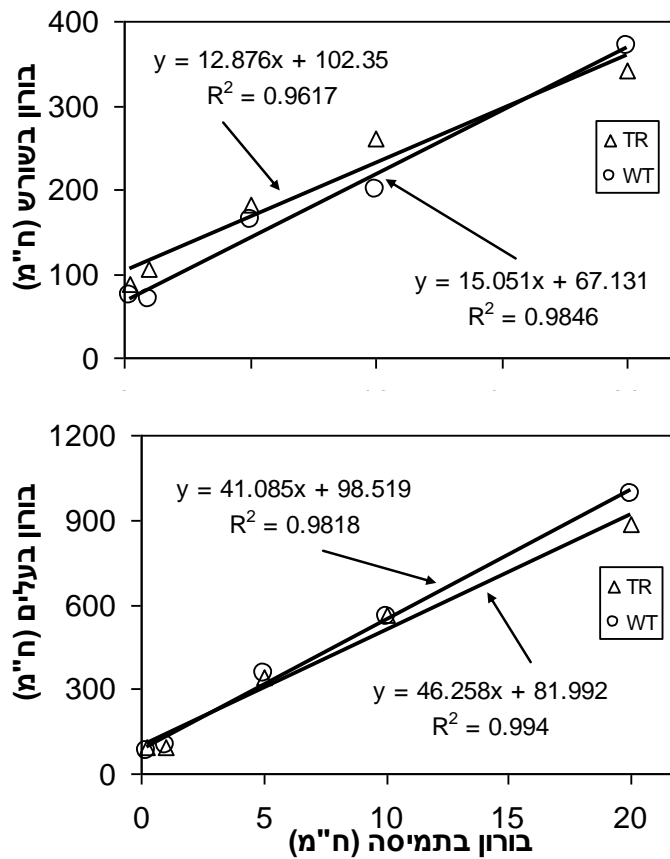 400
y = 12.876x + 102.35
R² = 0.9617
300
TR
WT
200
בורון בשורש (ח"מ)
y = 15.051x + 67.131
R² = 0.9846
100
0
1200
y = 41.085x + 98.519
R² = 0.9818
900
TR
WT
600
בורון בעלים (ח"מ)
y = 46.258x + 81.992
R² = 0.994
300
0
0 5 10 15 20
בורון בתמיסה (ח"מ)